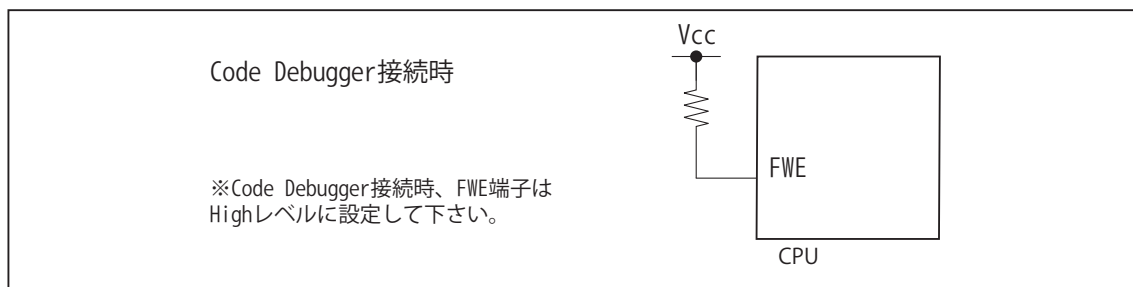 Vcc
Code Debugger接続時
FWE
※Code Debugger接続時、FWE端子は
Highレベルに設定して下さい。
CPU